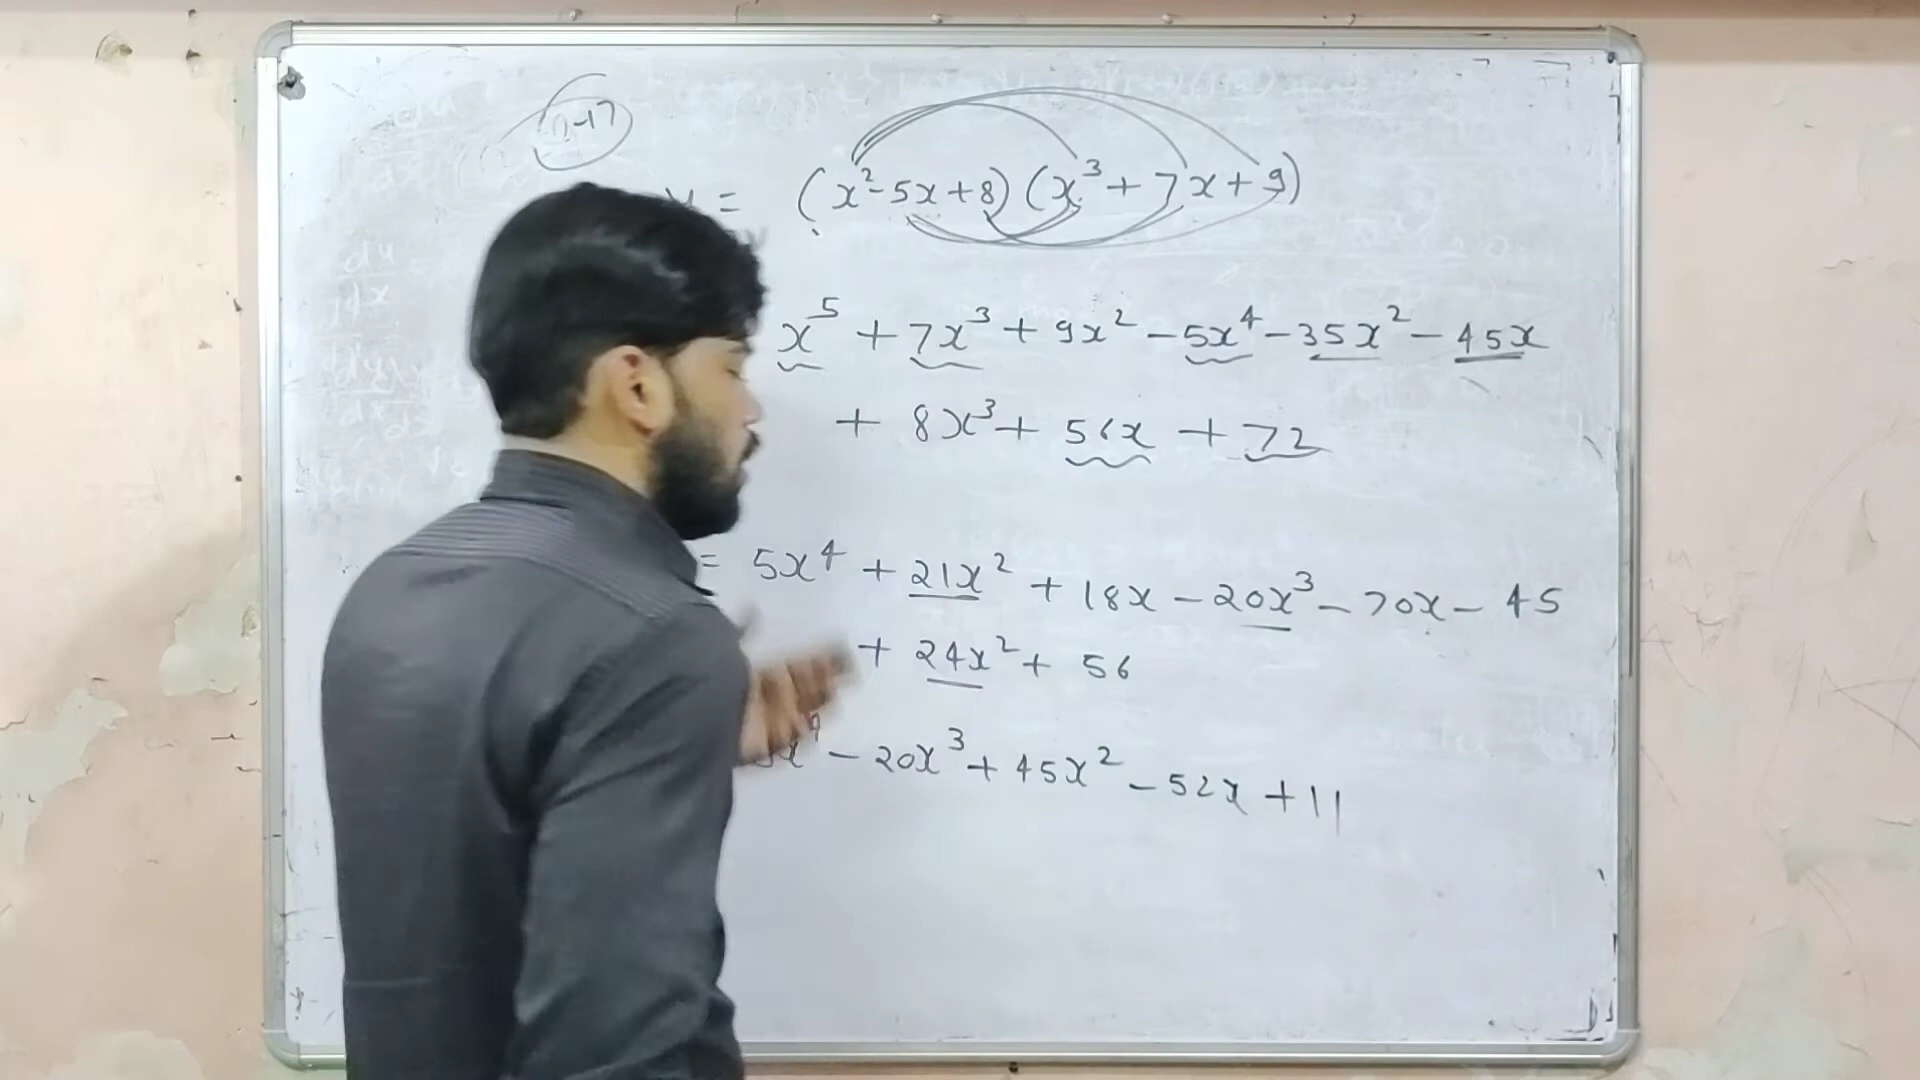 Q-17
y = (x² - 5x + 8) (x³ + 7x + 9)
x⁵ + 7x³ + 9x² - 5x⁴ - 35x² - 45x
+ 8x³ + 56x + 72
= 5x⁴ + 21x² + 18x - 20x³ - 70x - 45
+ 24x² + 56
5x⁴ - 20x³ + 45x² - 52x + 11